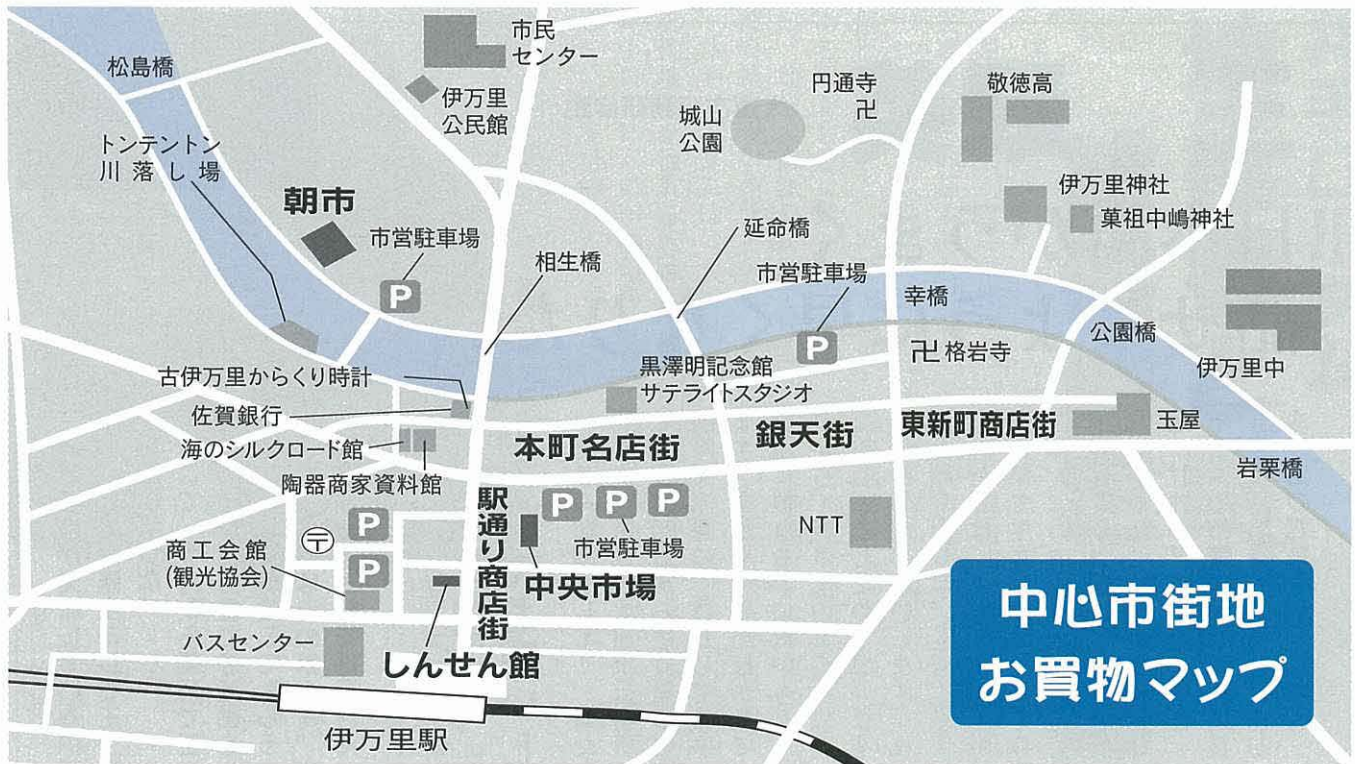 松島橋
市民
センター
伊万里
公民館
トンテントン
川落し場
朝市
市営駐車場
P
相生橋
城山
公園
円通寺
卍
敬徳高
伊万里神社
菓祖中嶋神社
延命橋
市営駐車場
P
幸橋
公園橋
卍格岩寺
伊万里中
古伊万里からくり時計
佐賀銀行
海のシルクロード館
陶器商家資料館
黒澤明記念館
サテライトスタジオ
本町名店街
銀天街
東新町商店街
玉屋
岩栗橋
駅通り商店街
P
P
P
市営駐車場
中央市場
NTT
〒
P
P
商工会館
(観光協会)
バスセンター
しんせん館
伊万里駅
中心市街地
お買物マップ